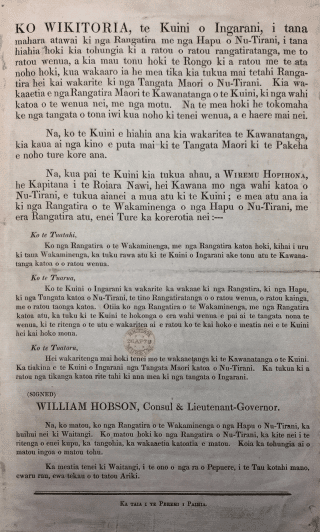 KO WIKITORIA, te Kuini o Ingarani, i tana
mahara atawai ki nga Rangatira me nga Hapu o Nu-Tirani, i tana
hiahia hoki kia tohungia ki a ratou o ratou rangatiratanga, me to
ratou wenua, a kia mau tonu hoki te Rongo ki a ratou me te ata
noho hoki, kua wakaaro ia he mea tika kia tukua mai tetahi Rangatira
hei kai wakarite ki nga Tangata Maori o Nu-Tirani. Kia wakaaetia
e nga Rangatira Maori te Kawanatanga o te Kuini, ki nga wahi
katoa o te wenua nei, me nga motu. Na te mea hoki he tokomaha
ke nga tangata o tona iwi kua noho ki tenei wenua, a e haere mai nei.
Na, ko te Kuini e hiahia ana kia wakaritea te Kawanatanga,
kia kaua ai nga kino e puta mai ki te Tangata Maori ki te Pakeha
e noho ture kore ana.
Na, kua pai te Kuini kia tukua ahau, a WIREMU HOPIHONA,
he Kapitana i te Roiara Nawi, hei Kawana mo nga wahi katoa o
Nu-Tirani, e tukua aianei a mua atu ki te Kuini; e mea atu ana ia
ki nga Rangatira o te Wakaminenga o nga Hapu o Nu-Tirani, me
era Rangatira atu, enei Ture ka korerotia nei:—
Ko te Tuatahi,
Ko nga Rangatira o te Wakaminenga, me nga Rangatira katoa hoki, kihai i uru
ki taua Wakaminenga, ka tuku rawa atu ki te Kuini o Ingarani ake tonu atu te Kawanatanga
katoa o o ratou wenua.
Ko te Tuarua,
Ko te Kuini o Ingarani ka wakarite ka wakaae ki nga Rangatira, ki nga Hapu,
ki nga Tangata katoa o Nu-Tirani, te tino Rangatiratanga o o ratou wenua, o ratou kainga,
me o ratou taonga katoa. Otiia ko nga Rangatira o te Wakaminenga, me nga Rangatira
katoa atu, ka tuku ki te Kuini te hokonga o era wahi wenua e pai ai te tangata nona te
wenua, ki te ritenga o te utu e wakaritea ai e ratou ko te kai hoko e meatia nei e te Kuini
hei kai hoko mona.
Ko te Tuatoru,
Hei wakaritenga mai hoki tenei mo te wakaaetanga ki te Kawanatanga o te Kuini.
Ka tiakina e te Kuini o Ingarani nga Tangata Maori katoa o Nu-Tirani. Ka tukua ki a
ratou nga tikanga katoa rite tahi ki ana mea ki nga tangata o Ingarani.
(SIGNED)
WILLIAM HOBSON, Consul & Lieutenant-Governor.
Na, ko matou, ko nga Rangatira o te Wakaminenga o nga Hapu o Nu-Tirani, ka
huihui nei ki Waitangi. Ko matou hoki ko nga Rangatira o Nu-Tirani, ka kite nei i te
ritenga o enei kupu, ka tangohia, ka wakaaetia katoatia e matou. Koia ka tohungia ai o
matou ingoa o matou tohu.
Ka meatia tenei ki Waitangi, i te ono o nga ra o Pepuere, i te Tau kotahi mano,
ewaru rau, ewa-tekau o to tatou Ariki.
KA TAIA I TE PEREHI I PAIHIA.